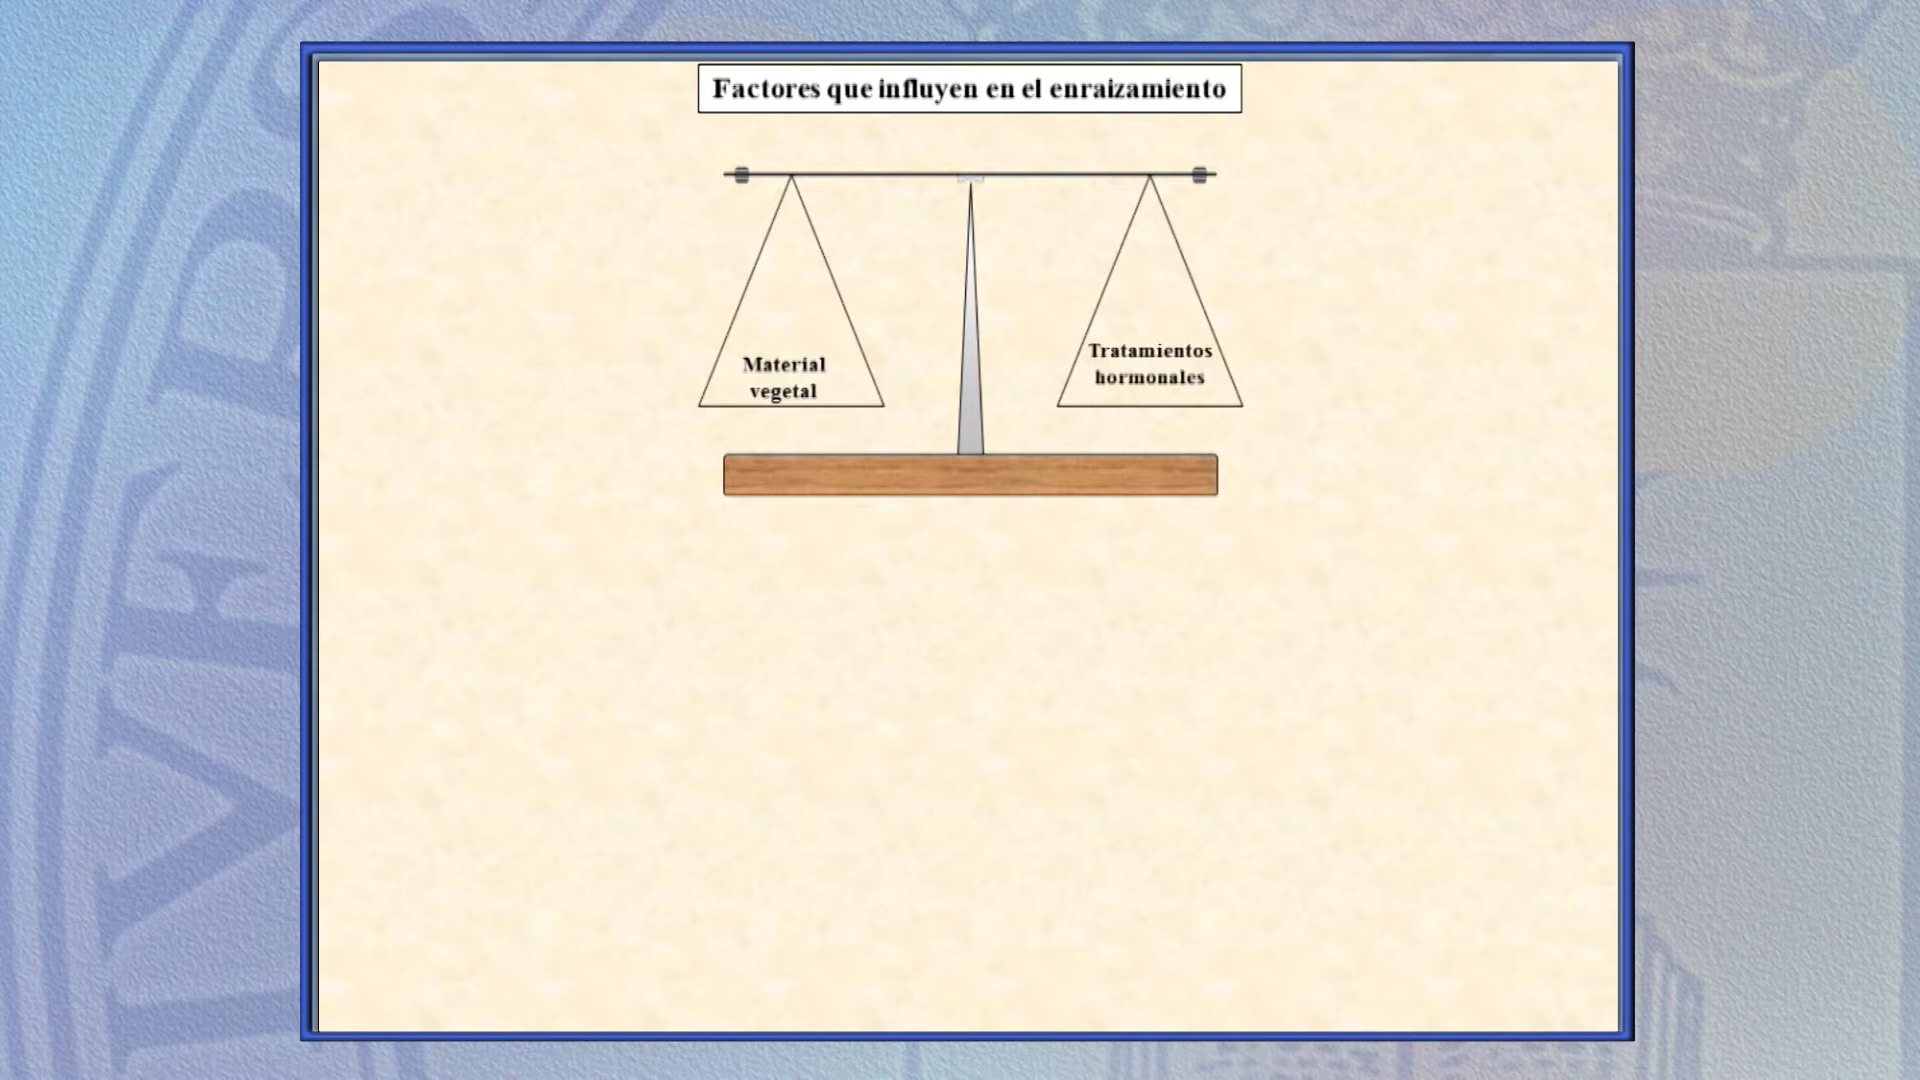 Factores que influyen en el enraizamiento
Material
vegetal
Tratamientos
hormonales